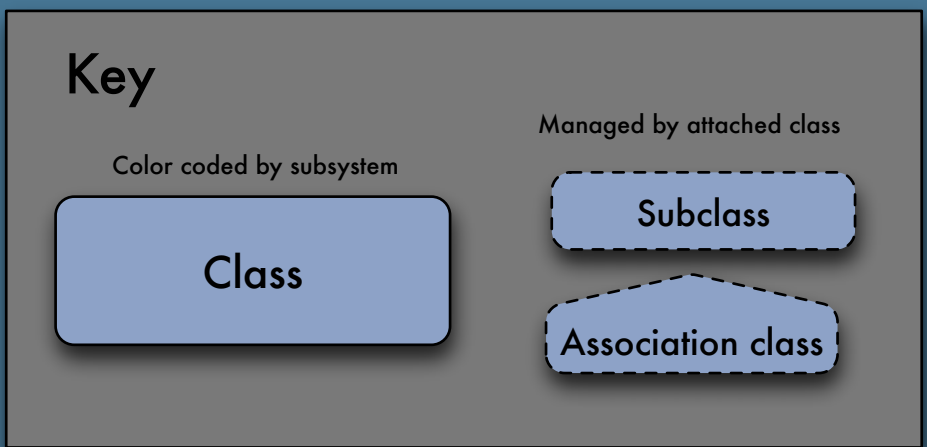 Key
Color coded by subsystem
Class
Managed by attached class
Subclass
Association class